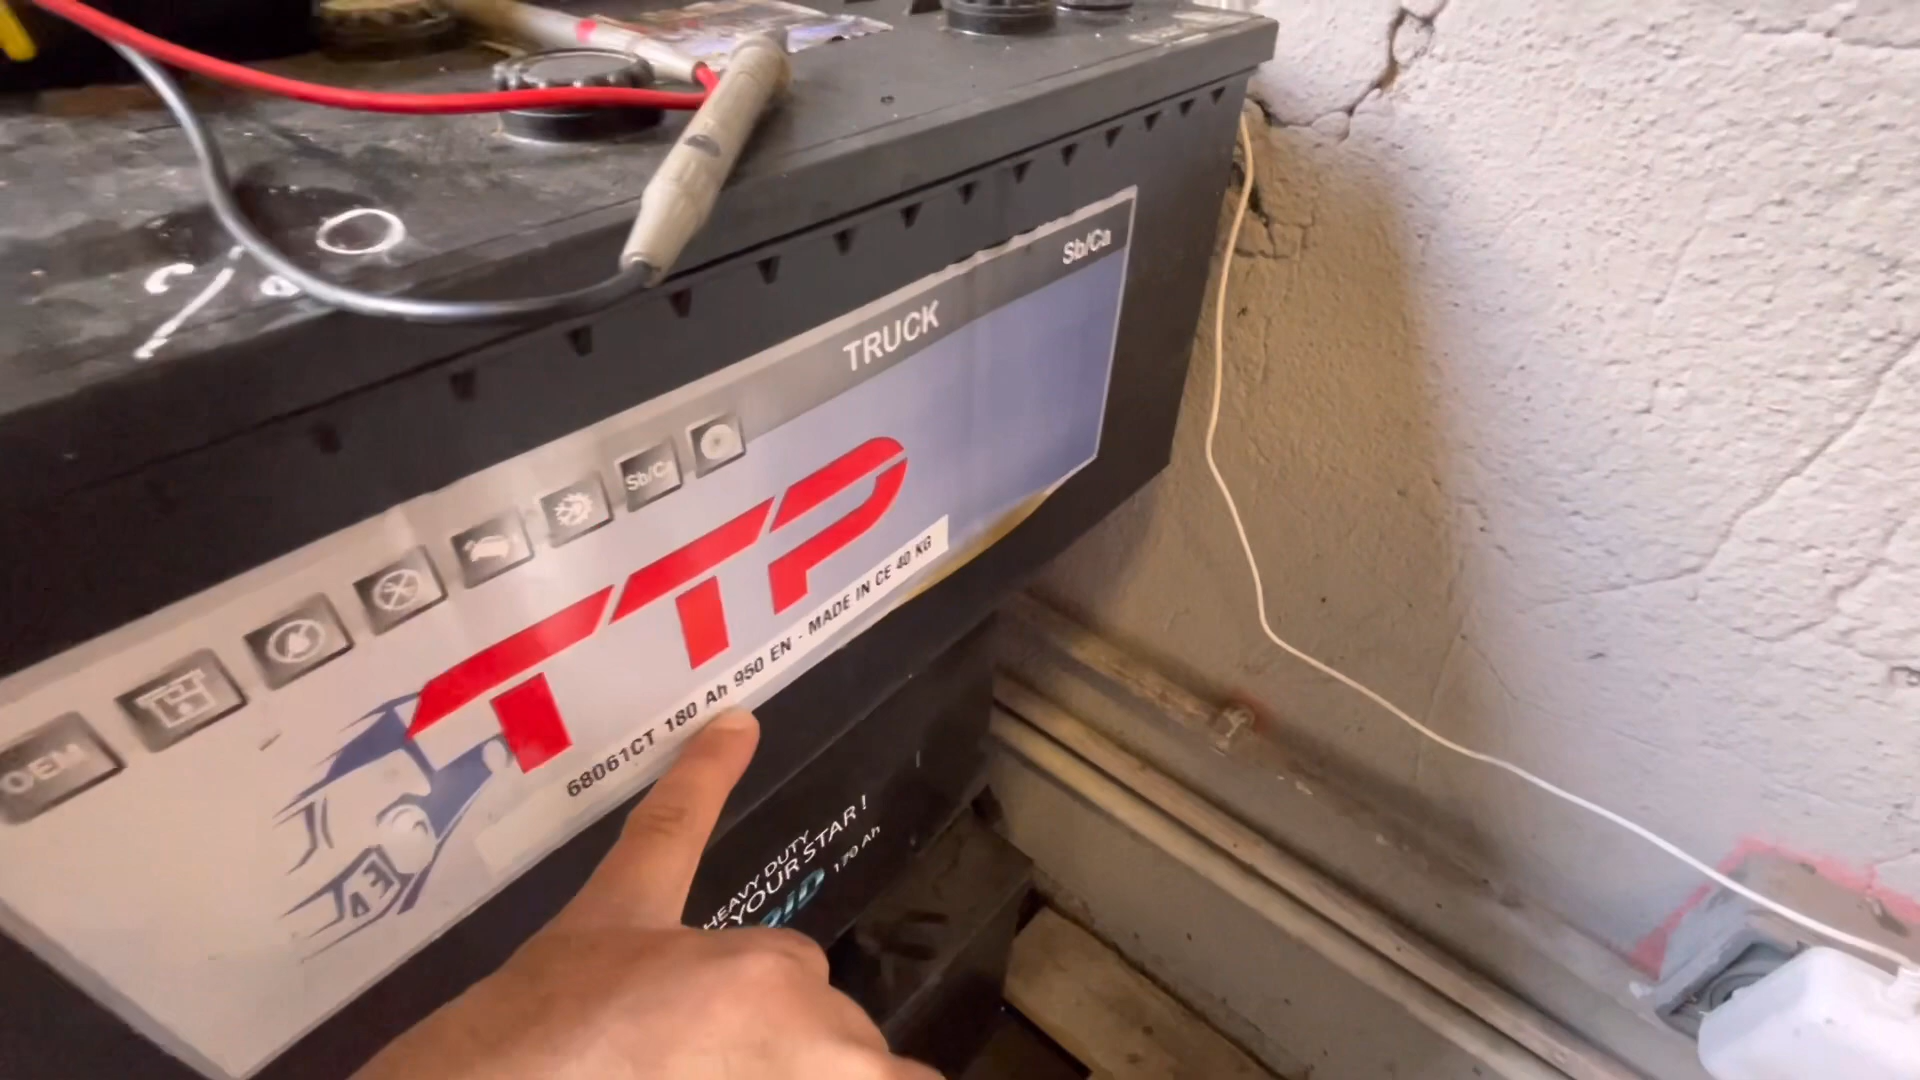 Sb/Ca
TRUCK
Sb/Ca
OEM
TTP
68061CT 180 Ah 950 EN - MADE IN CE 40 KG
HEAVY DUTY
YOUR STAR !
170 Ah